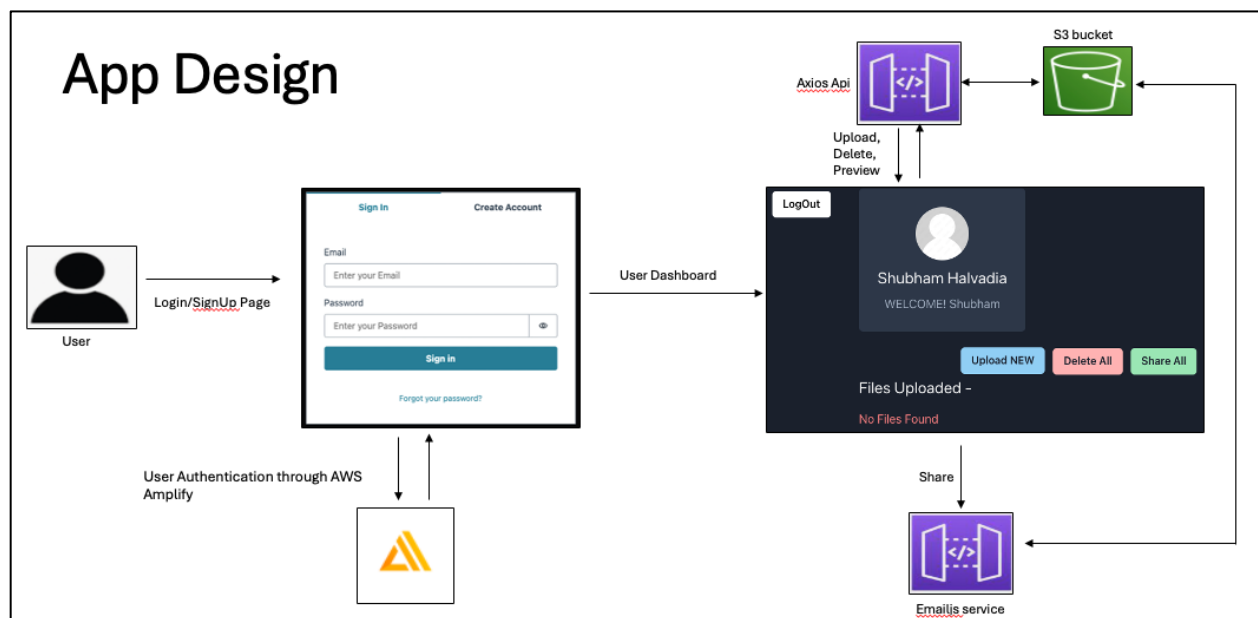 App Design
S3 bucket
Axios Api
</>
Upload,
Delete,
Preview
Sign In
Create Account
Email
Enter your Email
Password
Enter your Password
Sign in
Forgot your password?
Login/SignUp Page
User
User Dashboard
LogOut
Shubham Halvadia
WELCOME! Shubham
Upload NEW
Delete All
Share All
Files Uploaded -
No Files Found
User Authentication through AWS
Amplify
Share
</>
Emailjs service